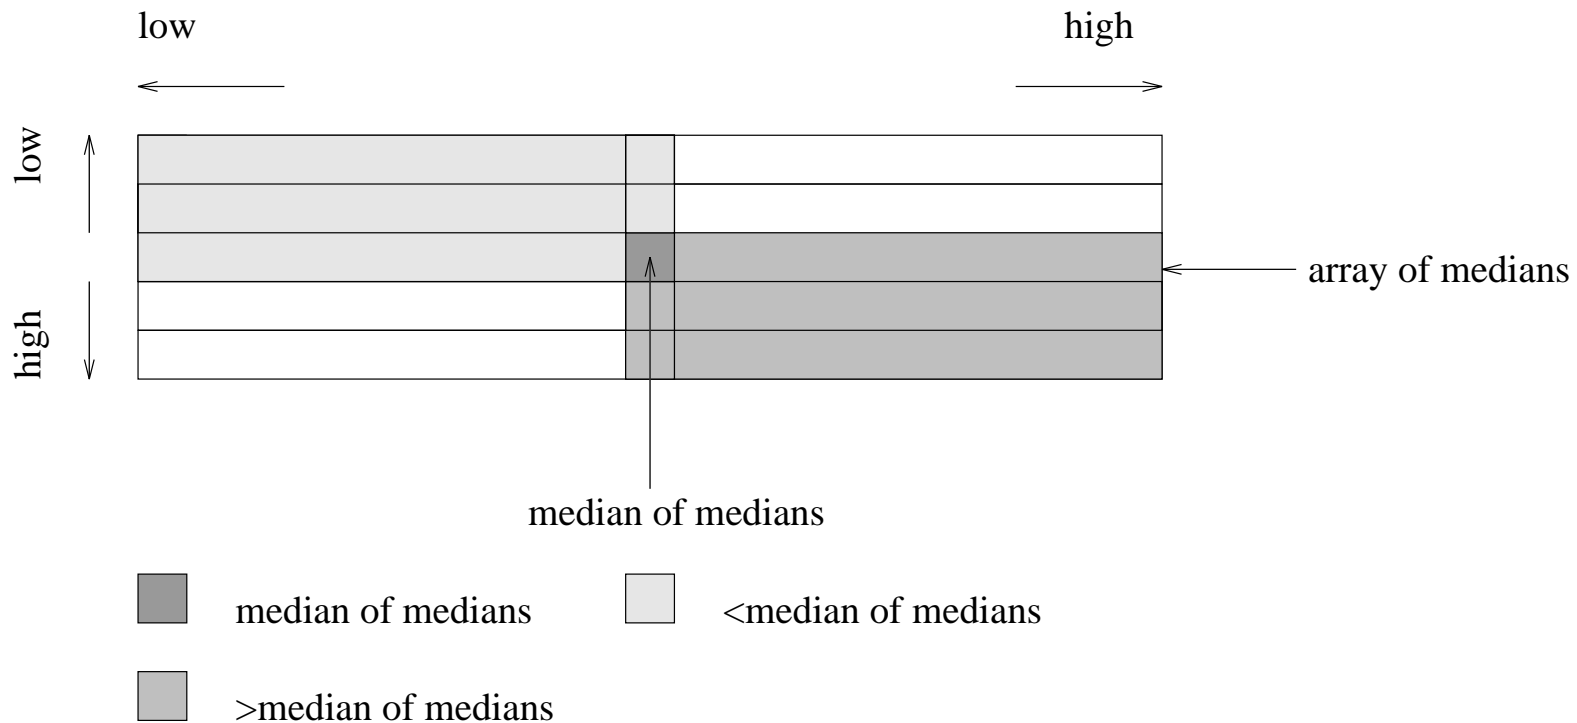 low
high
low
high
array of medians
median of medians
median of medians
<median of medians
>median of medians